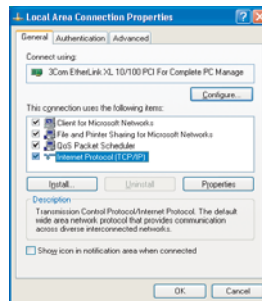 Local Area Connection Properties
General Authentication Advanced
Connect using:
3Com EtherLink XL 10/100 PCI For Complete PC Manage
Configure...
This connection uses the following items:
Client for Microsoft Networks
File and Printer Sharing for Microsoft Networks
QoS Packet Scheduler
Internet Protocol (TCP/IP)
Install... Uninstall Properties
Description
Transmission Control Protocol/Internet Protocol. The default
wide area network protocol that provides communication
across diverse interconnected networks.
Show icon in notification area when connected
OK Cancel